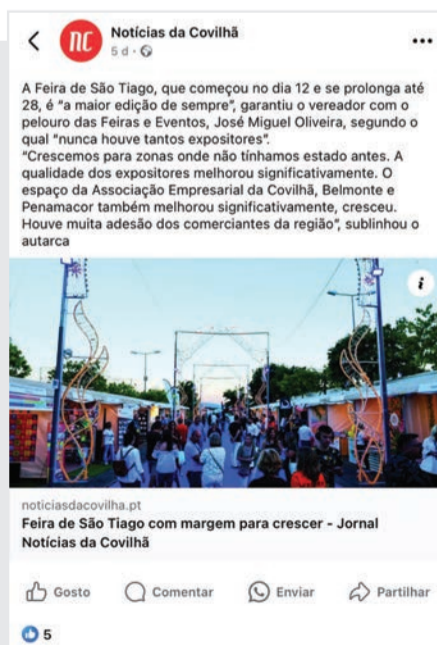 nc
Notícias da Covilhã
5 d ·
A Feira de São Tiago, que começou no dia 12 e se prolonga até
28, é “a maior edição de sempre”, garantiu o vereador com o
pelouro das Feiras e Eventos, José Miguel Oliveira, segundo o
qual “nunca houve tantos expositores”.
“Crescemos para zonas onde não tínhamos estado antes. A
qualidade dos expositores melhorou significativamente. O
espaço da Associação Empresarial da Covilhã, Belmonte e
Penamacor também melhorou significativamente, cresceu.
Houve muita adesão dos comerciantes da região”, sublinhou o
autarca
i
noticiasdacovilha.pt
Feira de São Tiago com margem para crescer - Jornal
Notícias da Covilhã
Gosto Comentar Enviar Partilhar
5